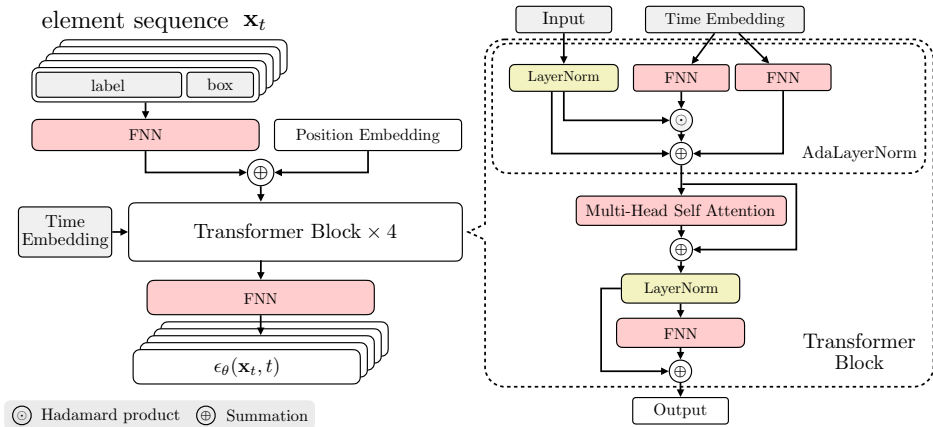 element sequence x_t
label
box
FNN
Position Embedding
⊕
Time
Embedding
Transformer Block × 4
FNN
ϵ_θ(x_t, t)
⊙ Hadamard product ⊕ Summation
Input
Time Embedding
LayerNorm
FNN
FNN
⊙
⊕
AdaLayerNorm
Multi-Head Self Attention
⊕
LayerNorm
FNN
⊕
Transformer
Block
Output